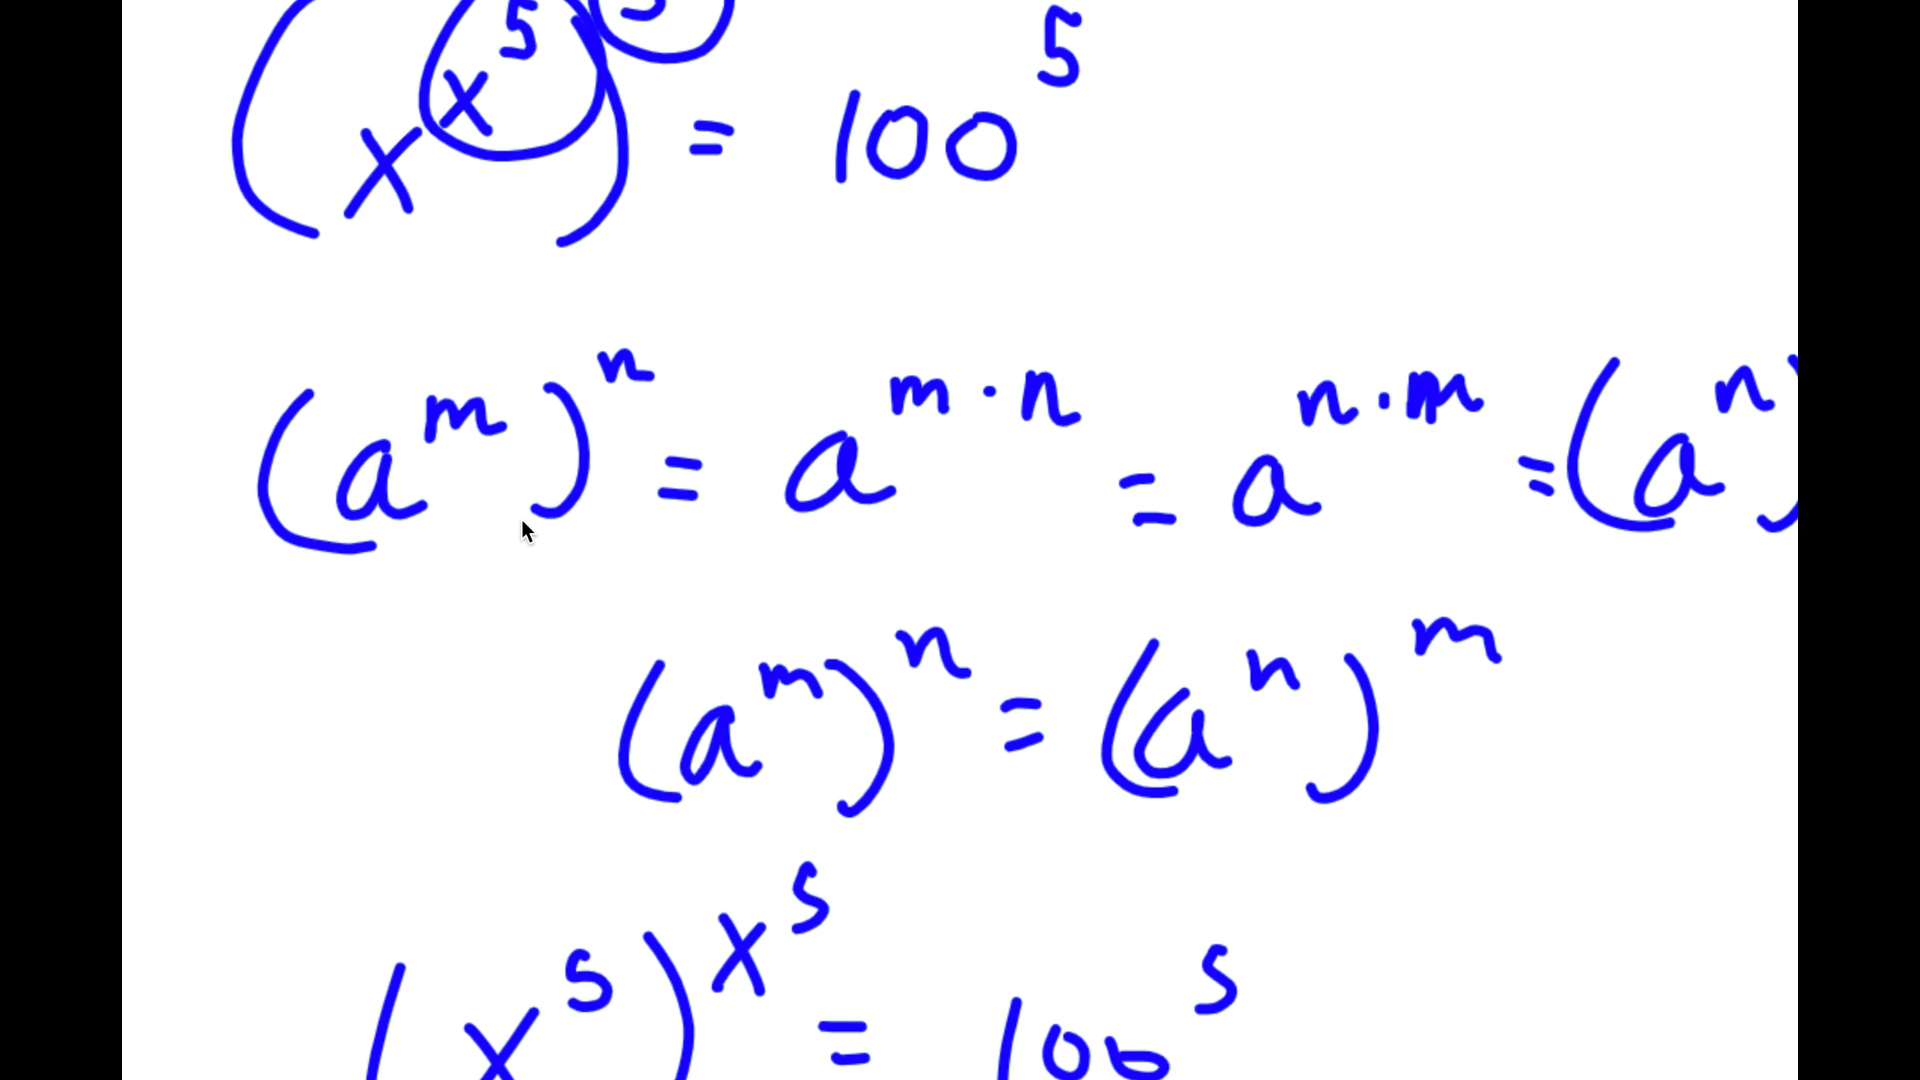 (x^x^5)^5 = 100^5
(a^m)^n = a^m·n = a^n·m = (a^n)
(a^m)^n = (a^n)^m
(x^5)^x^5 = 100^5